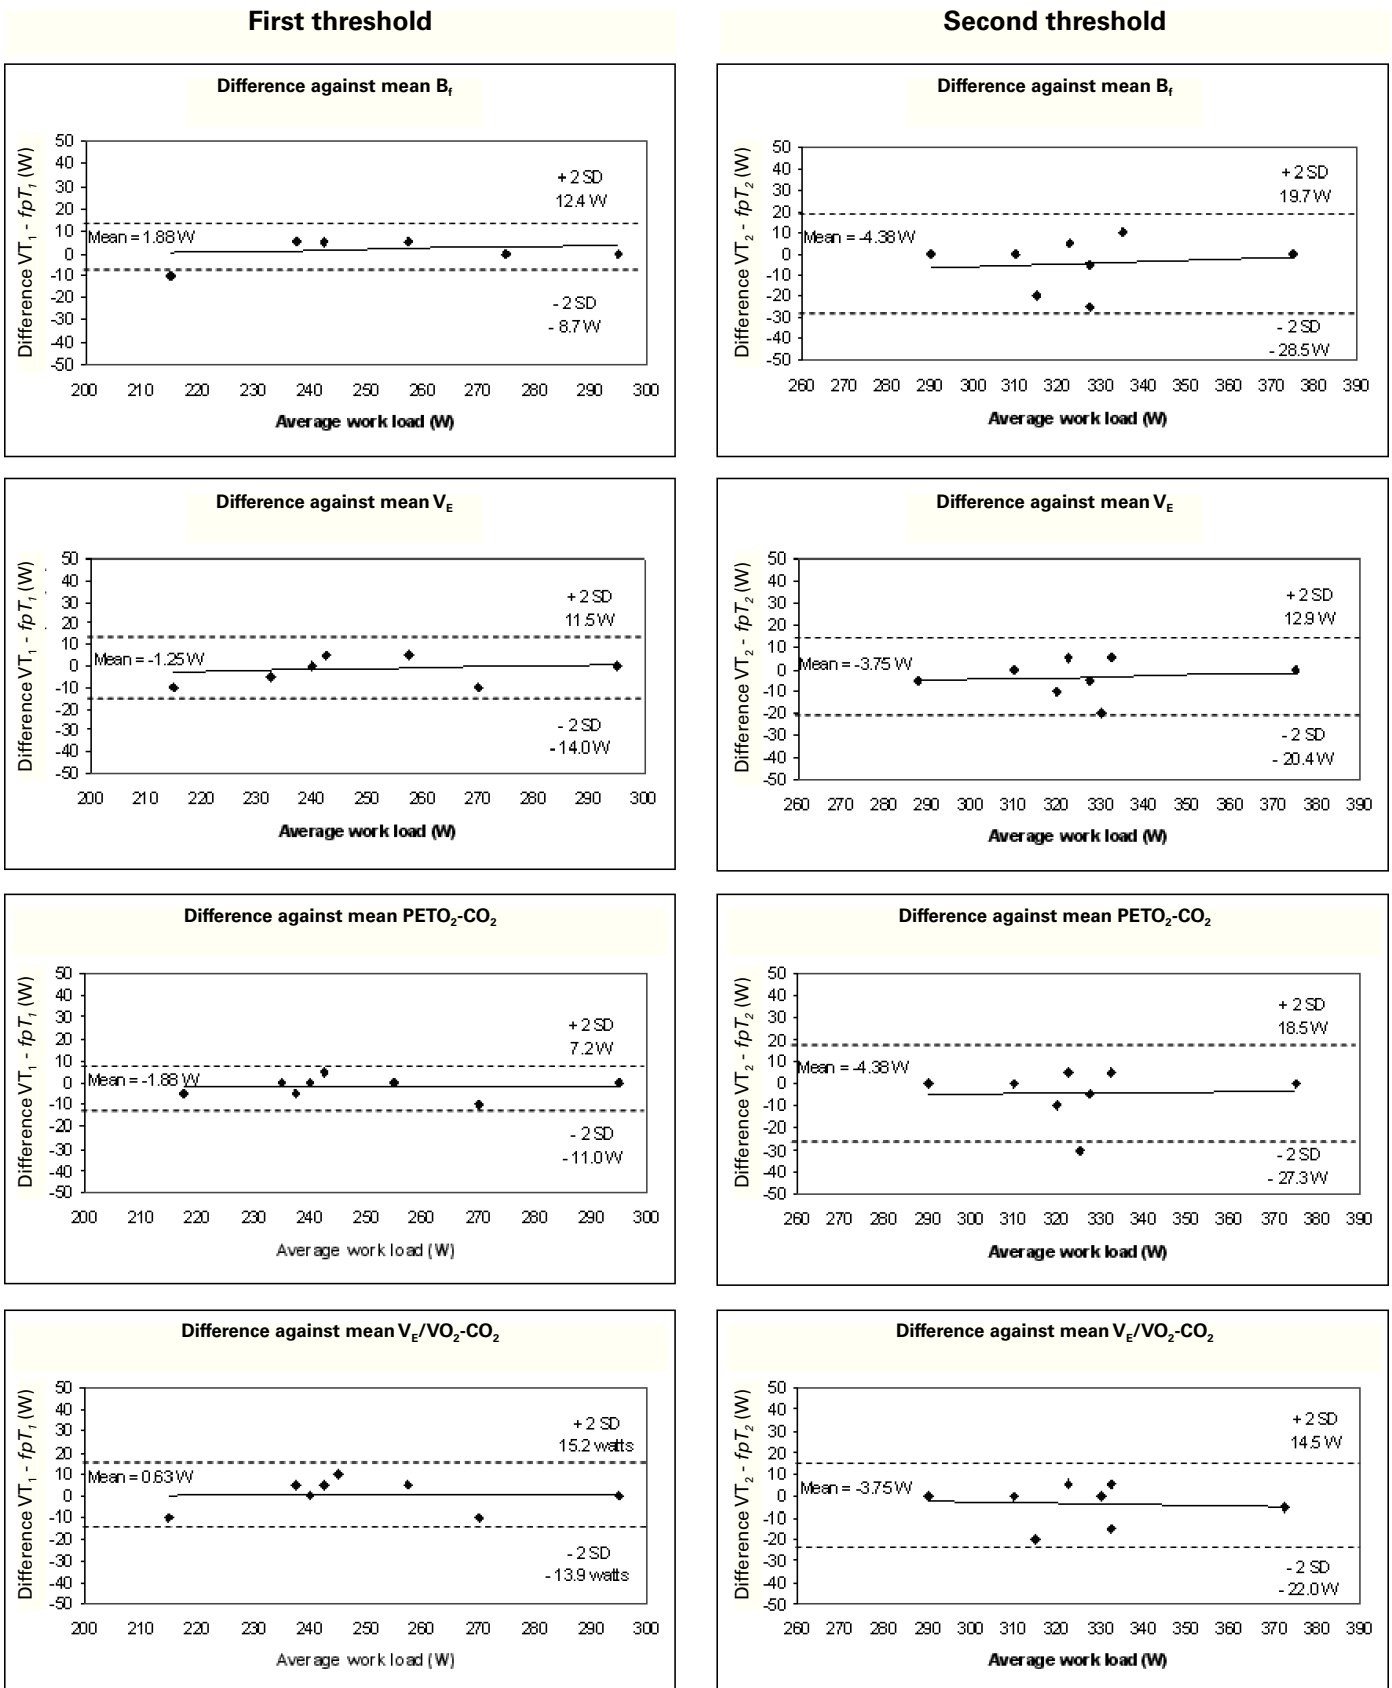 First threshold
Second threshold
Difference against mean Bf
Difference VT1 - fpT1 (W)
50
40
30
20
10
0
-10
-20
-30
-40
-50
+ 2 SD
12.4 W
Mean = 1.88 W
- 2 SD
- 8.7 W
200 210 220 230 240 250 260 270 280 290 300
Average work load (W)
Difference against mean Bf
Difference VT2 - fpT2 (W)
50
40
30
20
10
0
-10
-20
-30
-40
-50
+ 2 SD
19.7 W
Mean = -4.38 W
- 2 SD
- 28.5 W
260 270 280 290 300 310 320 330 340 350 360 370 380 390
Average work load (W)
Difference against mean VE
Difference VT1 - fpT1 (W)
50
40
30
20
10
0
-10
-20
-30
-40
-50
+ 2 SD
11.5 W
Mean = -1.25 W
- 2 SD
- 14.0 W
200 210 220 230 240 250 260 270 280 290 300
Average work load (W)
Difference against mean VE
Difference VT2 - fpT2 (W)
50
40
30
20
10
0
-10
-20
-30
-40
-50
+ 2 SD
12.9 W
Mean = -3.75 W
- 2 SD
- 20.4 W
260 270 280 290 300 310 320 330 340 350 360 370 380 390
Average work load (W)
Difference against mean PETO2-CO2
Difference VT1 - fpT1 (W)
50
40
30
20
10
0
-10
-20
-30
-40
-50
+ 2 SD
7.2 W
Mean = -1.88 W
- 2 SD
- 11.0 W
200 210 220 230 240 250 260 270 280 290 300
Average work load (W)
Difference against mean PETO2-CO2
Difference VT2 - fpT2 (W)
50
40
30
20
10
0
-10
-20
-30
-40
-50
+ 2 SD
18.5 W
Mean = -4.38 W
- 2 SD
- 27.3 W
260 270 280 290 300 310 320 330 340 350 360 370 380 390
Average work load (W)
Difference against mean VE/VO2-CO2
Difference VT1 - fpT1 (W)
50
40
30
20
10
0
-10
-20
-30
-40
-50
+ 2 SD
15.2 watts
Mean = 0.63 W
- 2 SD
- 13.9 watts
200 210 220 230 240 250 260 270 280 290 300
Average work load (W)
Difference against mean VE/VO2-CO2
Difference VT2 - fpT2 (W)
50
40
30
20
10
0
-10
-20
-30
-40
-50
+ 2 SD
14.5 W
Mean = -3.75 W
- 2 SD
- 22.0 W
260 270 280 290 300 310 320 330 340 350 360 370 380 390
Average work load (W)